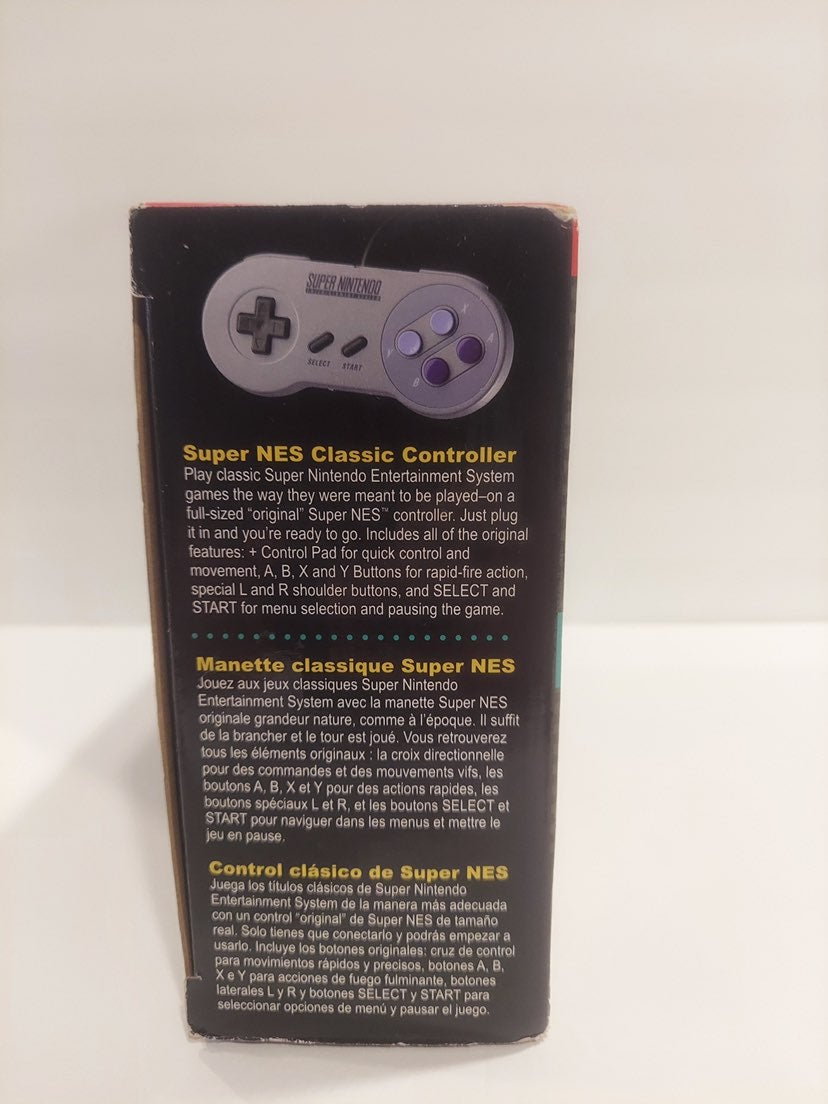 SUPER NINTENDO
ENTERTAINMENT SYSTEM
X
Y
A
B
SELECT
START
Super NES Classic Controller
Play classic Super Nintendo Entertainment System
games the way they were meant to be played–on a
full-sized "original" Super NES™ controller. Just plug
it in and you're ready to go. Includes all of the original
features: + Control Pad for quick control and
movement, A, B, X and Y Buttons for rapid-fire action,
special L and R shoulder buttons, and SELECT and
START for menu selection and pausing the game.
Manette classique Super NES
Jouez aux jeux classiques Super Nintendo
Entertainment System avec la manette Super NES
originale grandeur nature, comme à l'époque. Il suffit
de la brancher et le tour est joué. Vous retrouverez
tous les éléments originaux : la croix directionnelle
pour des commandes et des mouvements vifs, les
boutons A, B, X et Y pour des actions rapides, les
boutons spéciaux L et R, et les boutons SELECT et
START pour naviguer dans les menus et mettre le
jeu en pause.
Control clásico de Super NES
Juega los títulos clásicos de Super Nintendo
Entertainment System de la manera más adecuada
con un control "original" de Super NES de tamaño
real. Solo tienes que conectarlo y podrás empezar a
usarlo. Incluye los botones originales: cruz de control
para movimientos rápidos y precisos, botones A, B,
X e Y para acciones de fuego fulminante, botones
laterales L y R y botones SELECT y START para
seleccionar opciones de menú y pausar el juego.